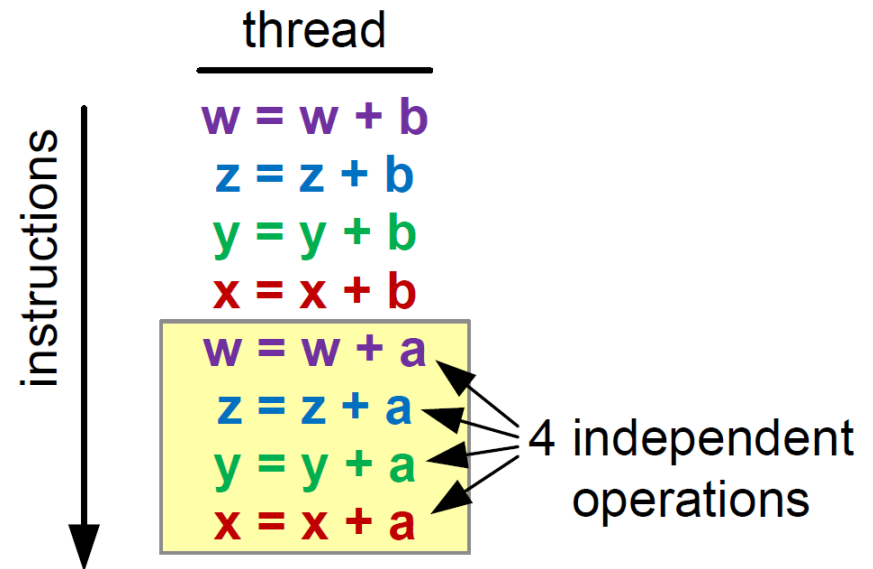 thread
instructions
w = w + b
z = z + b
y = y + b
x = x + b
w = w + a
z = z + a
y = y + a
x = x + a
4 independent
operations